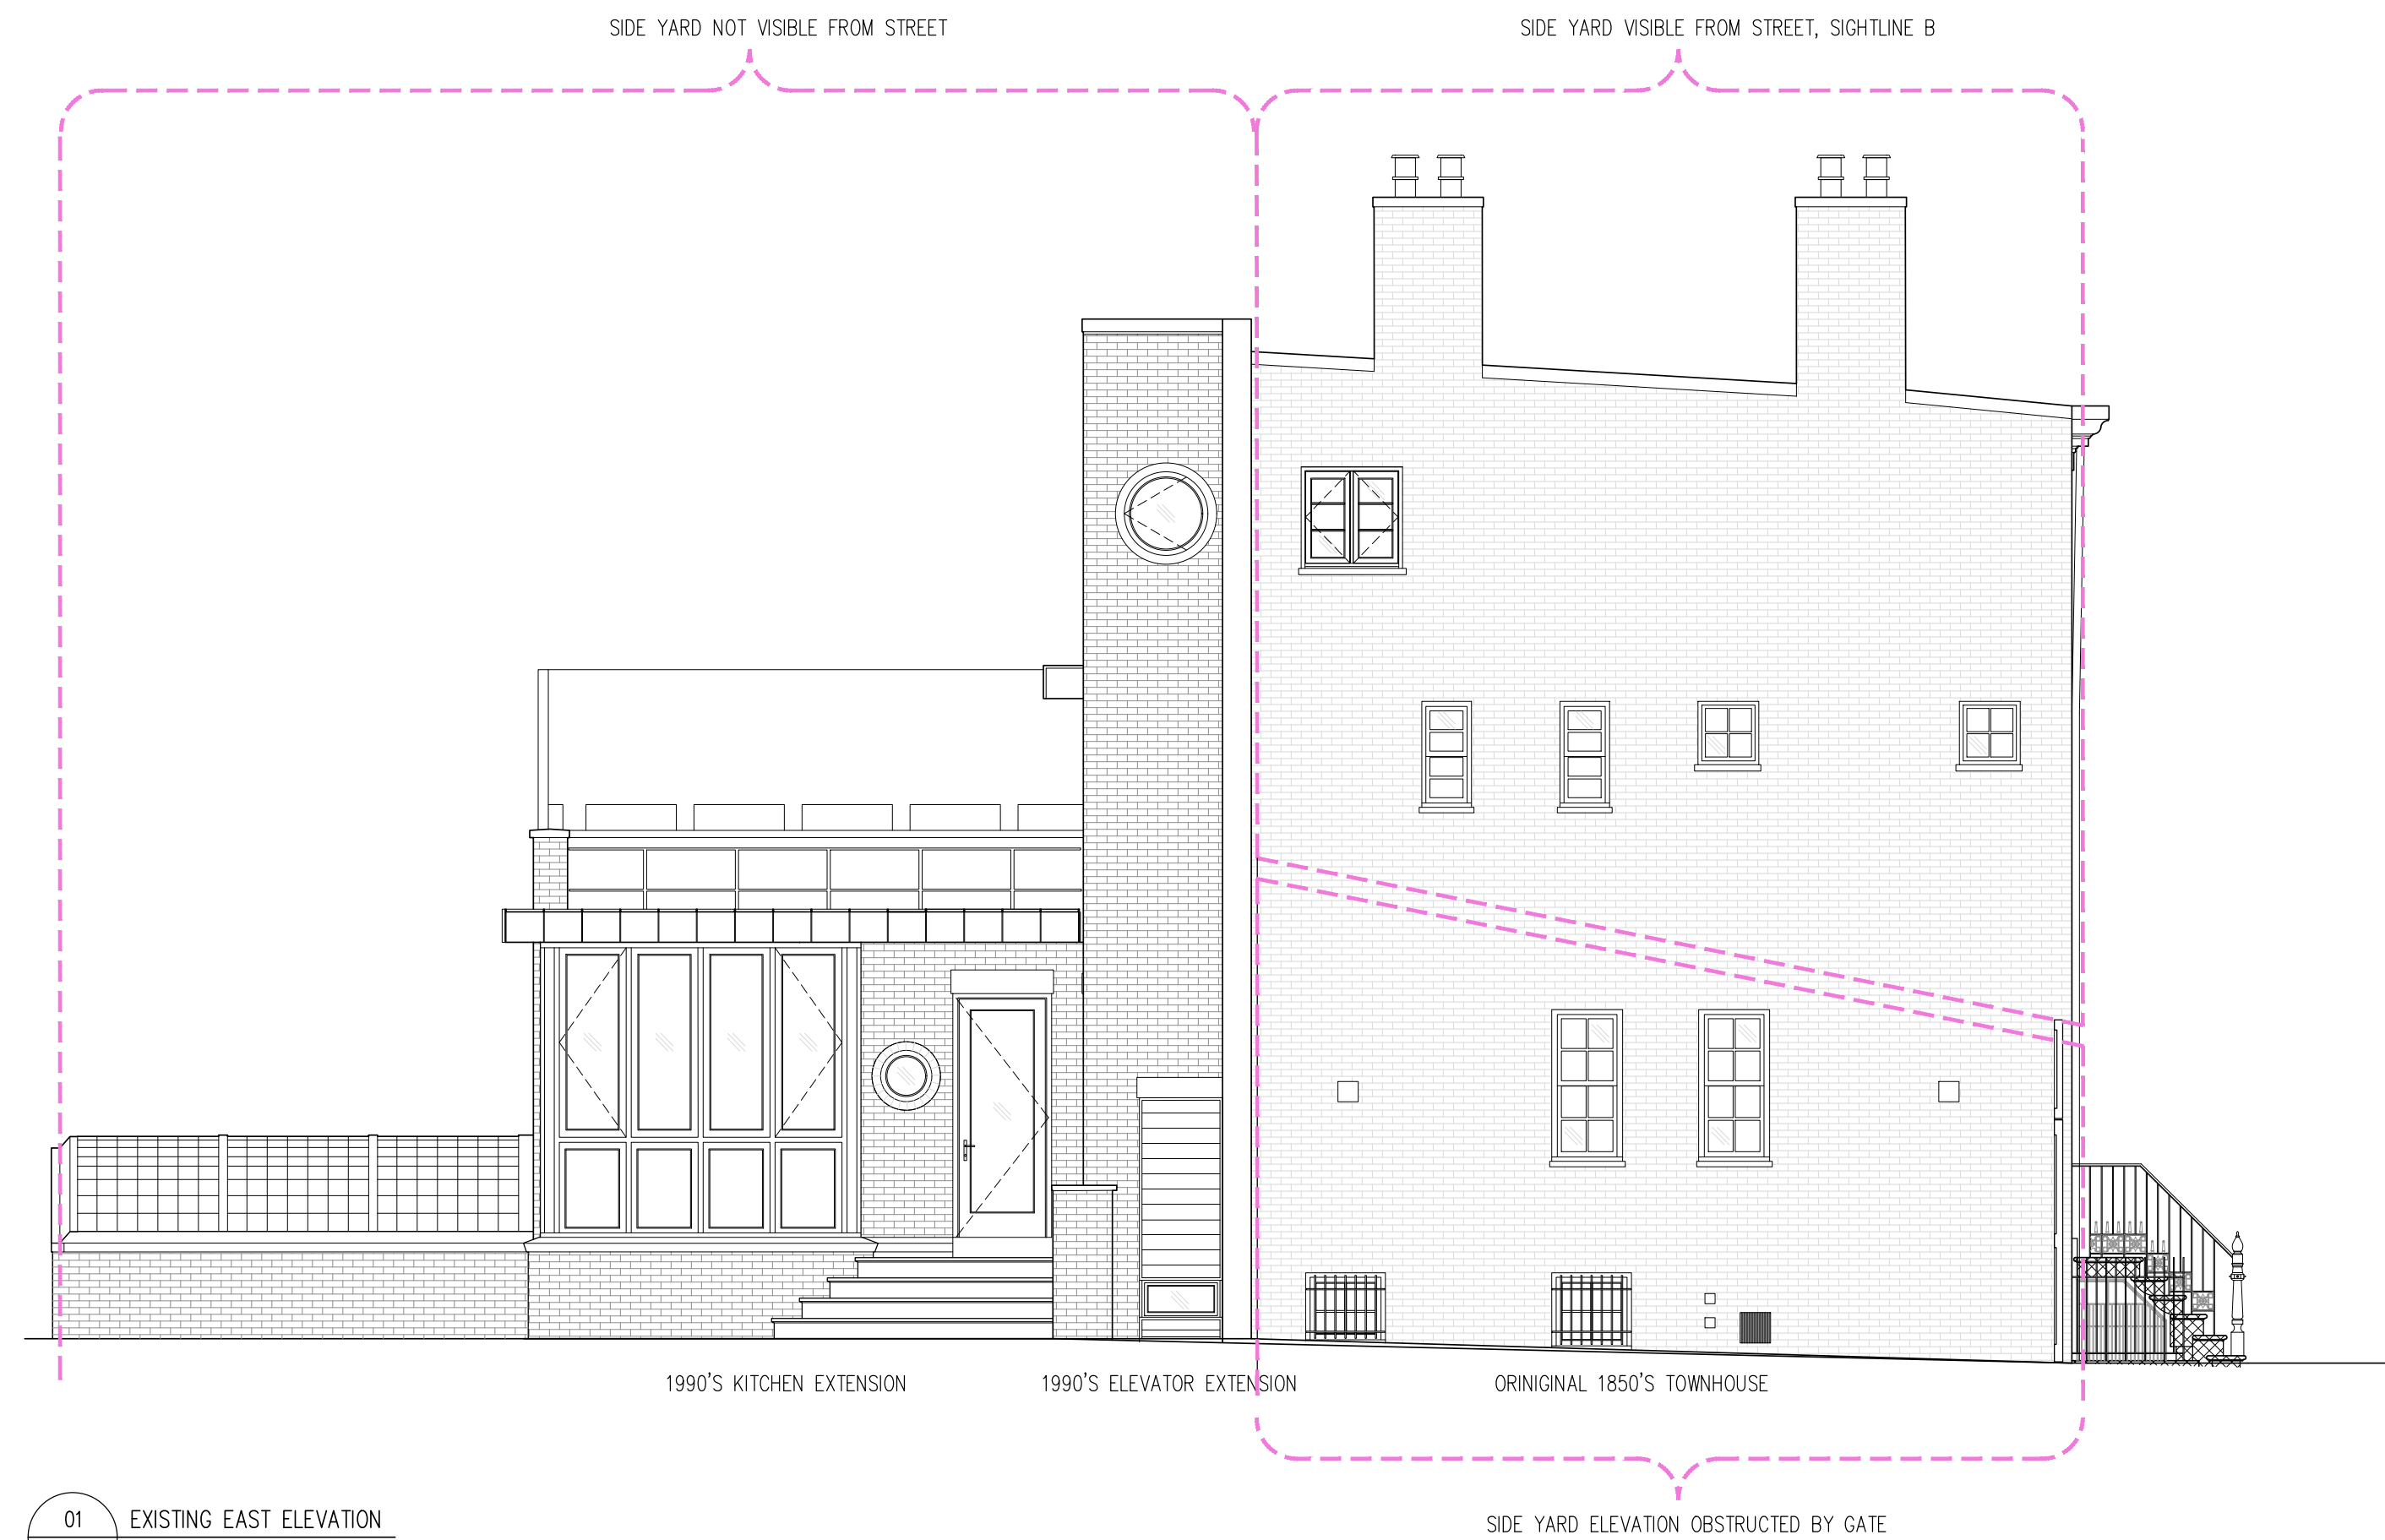 SIDE YARD NOT VISIBLE FROM STREET
SIDE YARD VISIBLE FROM STREET, SIGHTLINE B
1990'S KITCHEN EXTENSION
1990'S ELEVATOR EXTENSION
ORINIGINAL 1850'S TOWNHOUSE
01
EXISTING EAST ELEVATION
SIDE YARD ELEVATION OBSTRUCTED BY GATE